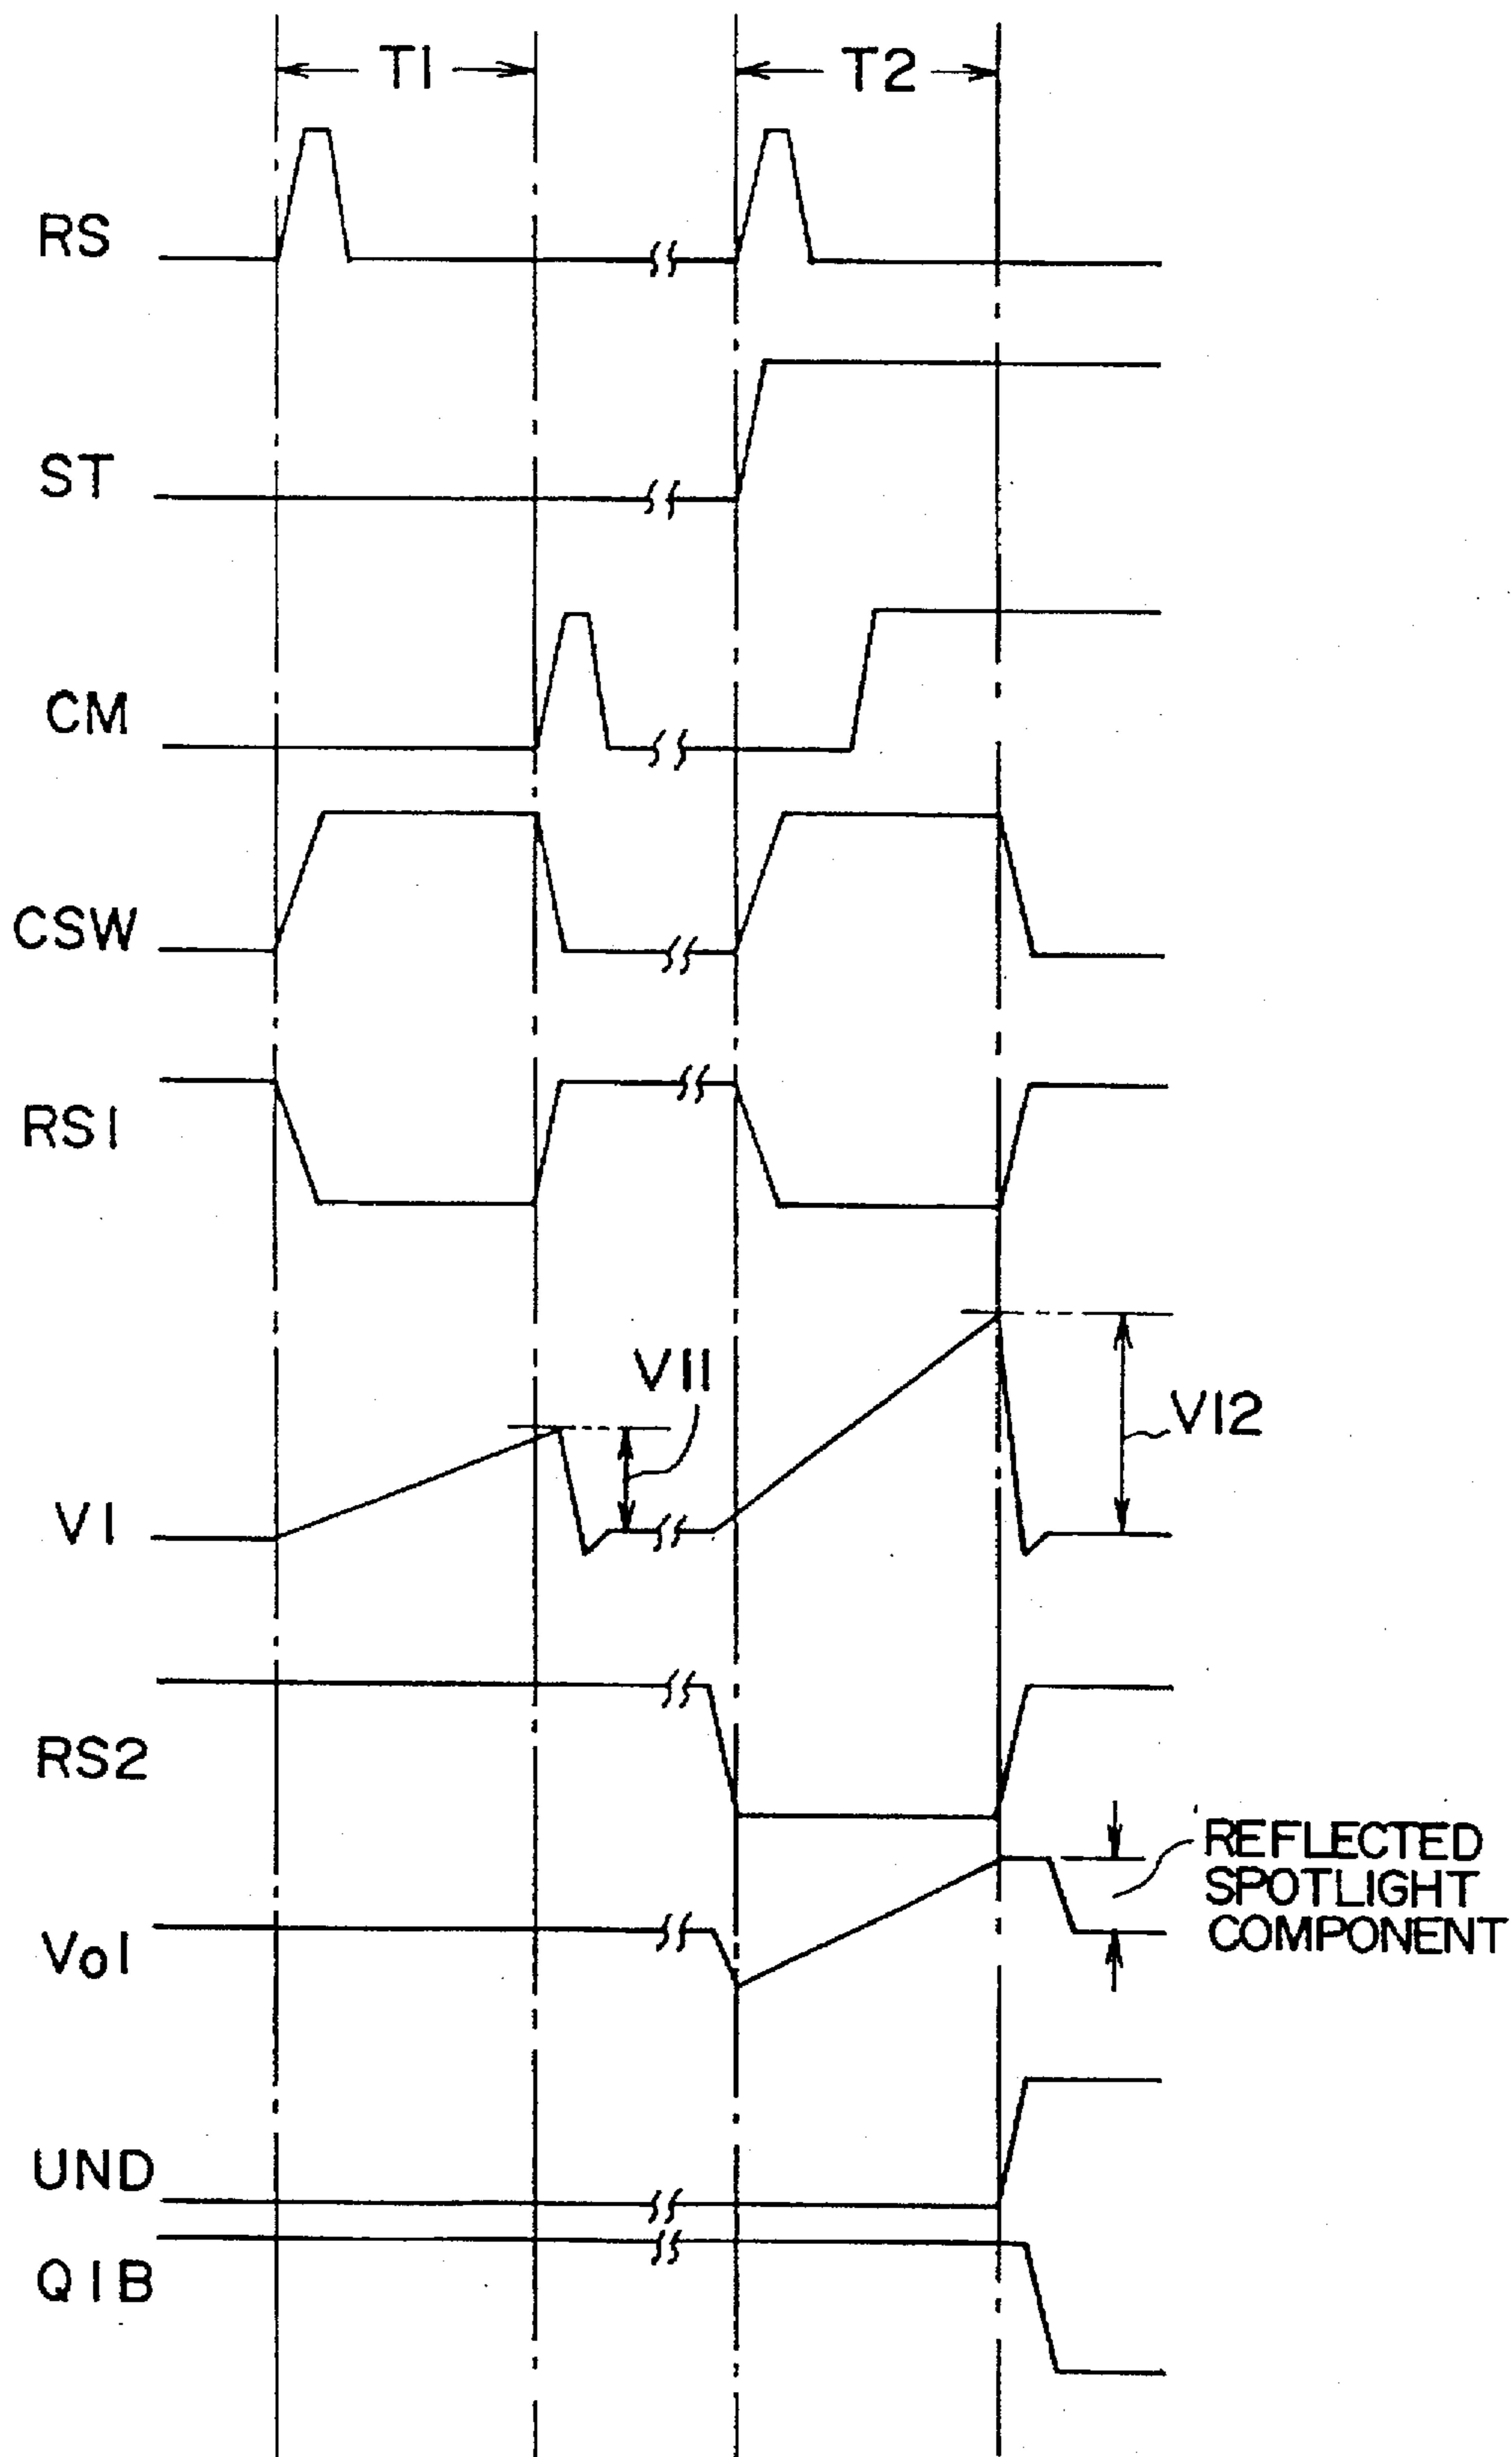 T1
T2
RS
ST
CM
CSW
RS1
V11
V12
V1
RS2
REFLECTED
SPOTLIGHT
COMPONENT
Vo1
UND
Q1B